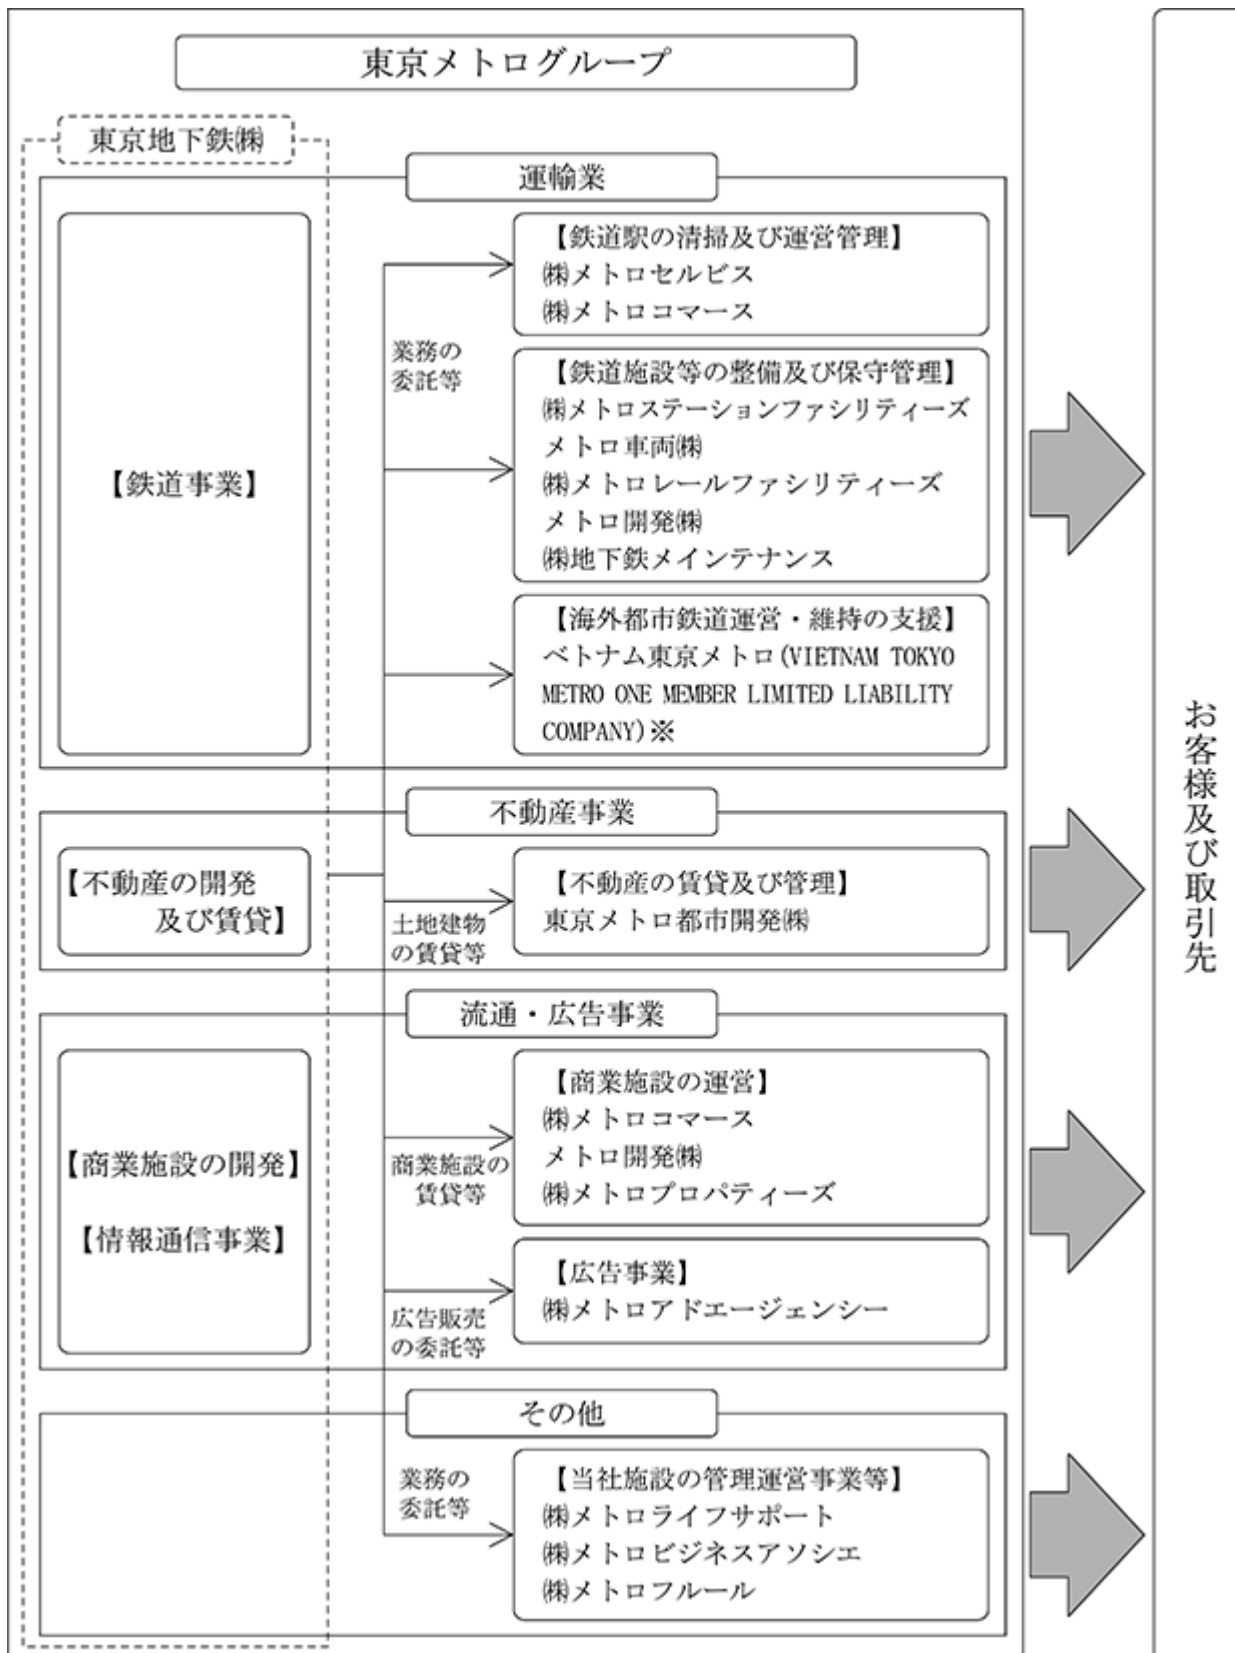 東京メトログループ
東京地下鉄㈱
運輸業
【鉄道事業】
業務の
委託等
【鉄道駅の清掃及び運営管理】
㈱メトロセルビス
㈱メトロコマース
【鉄道施設等の整備及び保守管理】
㈱メトロステーションファシリティーズ
メトロ車両㈱
㈱メトロレールファシリティーズ
メトロ開発㈱
㈱地下鉄メインテナンス
【海外都市鉄道運営・維持の支援】
ベトナム東京メトロ(VIETNAM TOKYO
METRO ONE MEMBER LIMITED LIABILITY
COMPANY)※
不動産事業
【不動産の開発
及び賃貸】
土地建物
の賃貸等
【不動産の賃貸及び管理】
東京メトロ都市開発㈱
流通・広告事業
【商業施設の開発】
【情報通信事業】
商業施設の
賃貸等
【商業施設の運営】
㈱メトロコマース
メトロ開発㈱
㈱メトロプロパティーズ
広告販売
の委託等
【広告事業】
㈱メトロアドエージェンシー
その他
業務の
委託等
【当社施設の管理運営事業等】
㈱メトロライフサポート
㈱メトロビジネスアソシエ
㈱メトロフルール
お客様及び取引先